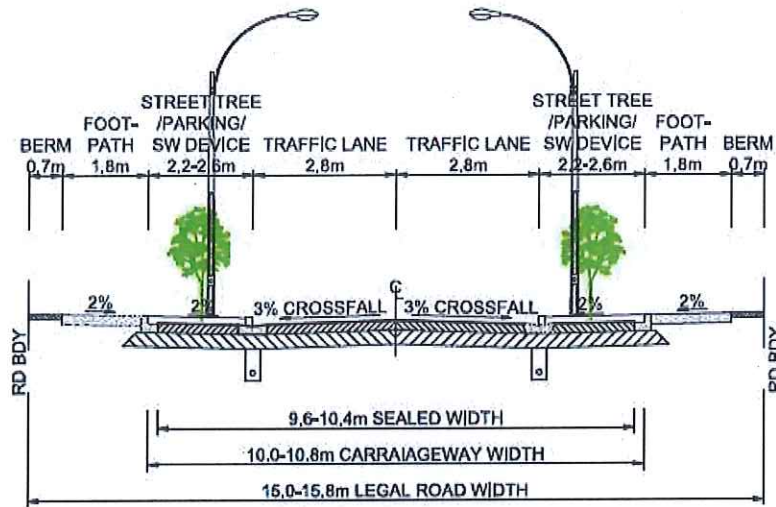 STREET TREE
/PARKING/
SW DEVICE
2,2-2,6m
FOOT-
PATH
1,8m
BERM
0,7m
TRAFFIC LANE
2,8m
TRAFFIC LANE
2,8m
STREET TREE
/PARKING/
SW DEVICE
2,2-2,6m
FOOT-
PATH
1,8m
BERM
0,7m
2%
2%
3% CROSSFALL
3% CROSSFALL
2%
2%
RD BDY
RD BDY
9,6-10,4m SEALED WIDTH
10,0-10,8m CARRAIAGEWAY WIDTH
15,0-15,8m LEGAL ROAD WIDTH